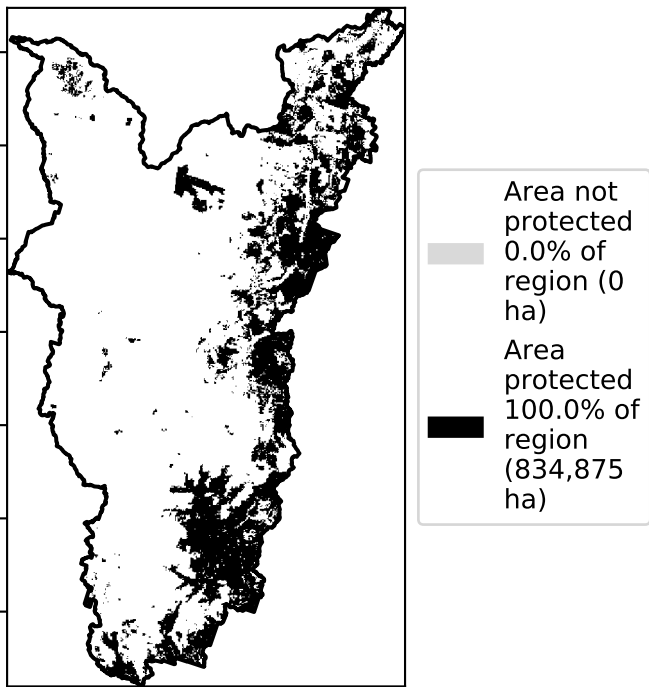 Area not
protected
0.0% of
region (0
ha)
Area
protected
100.0% of
region
(834,875
ha)